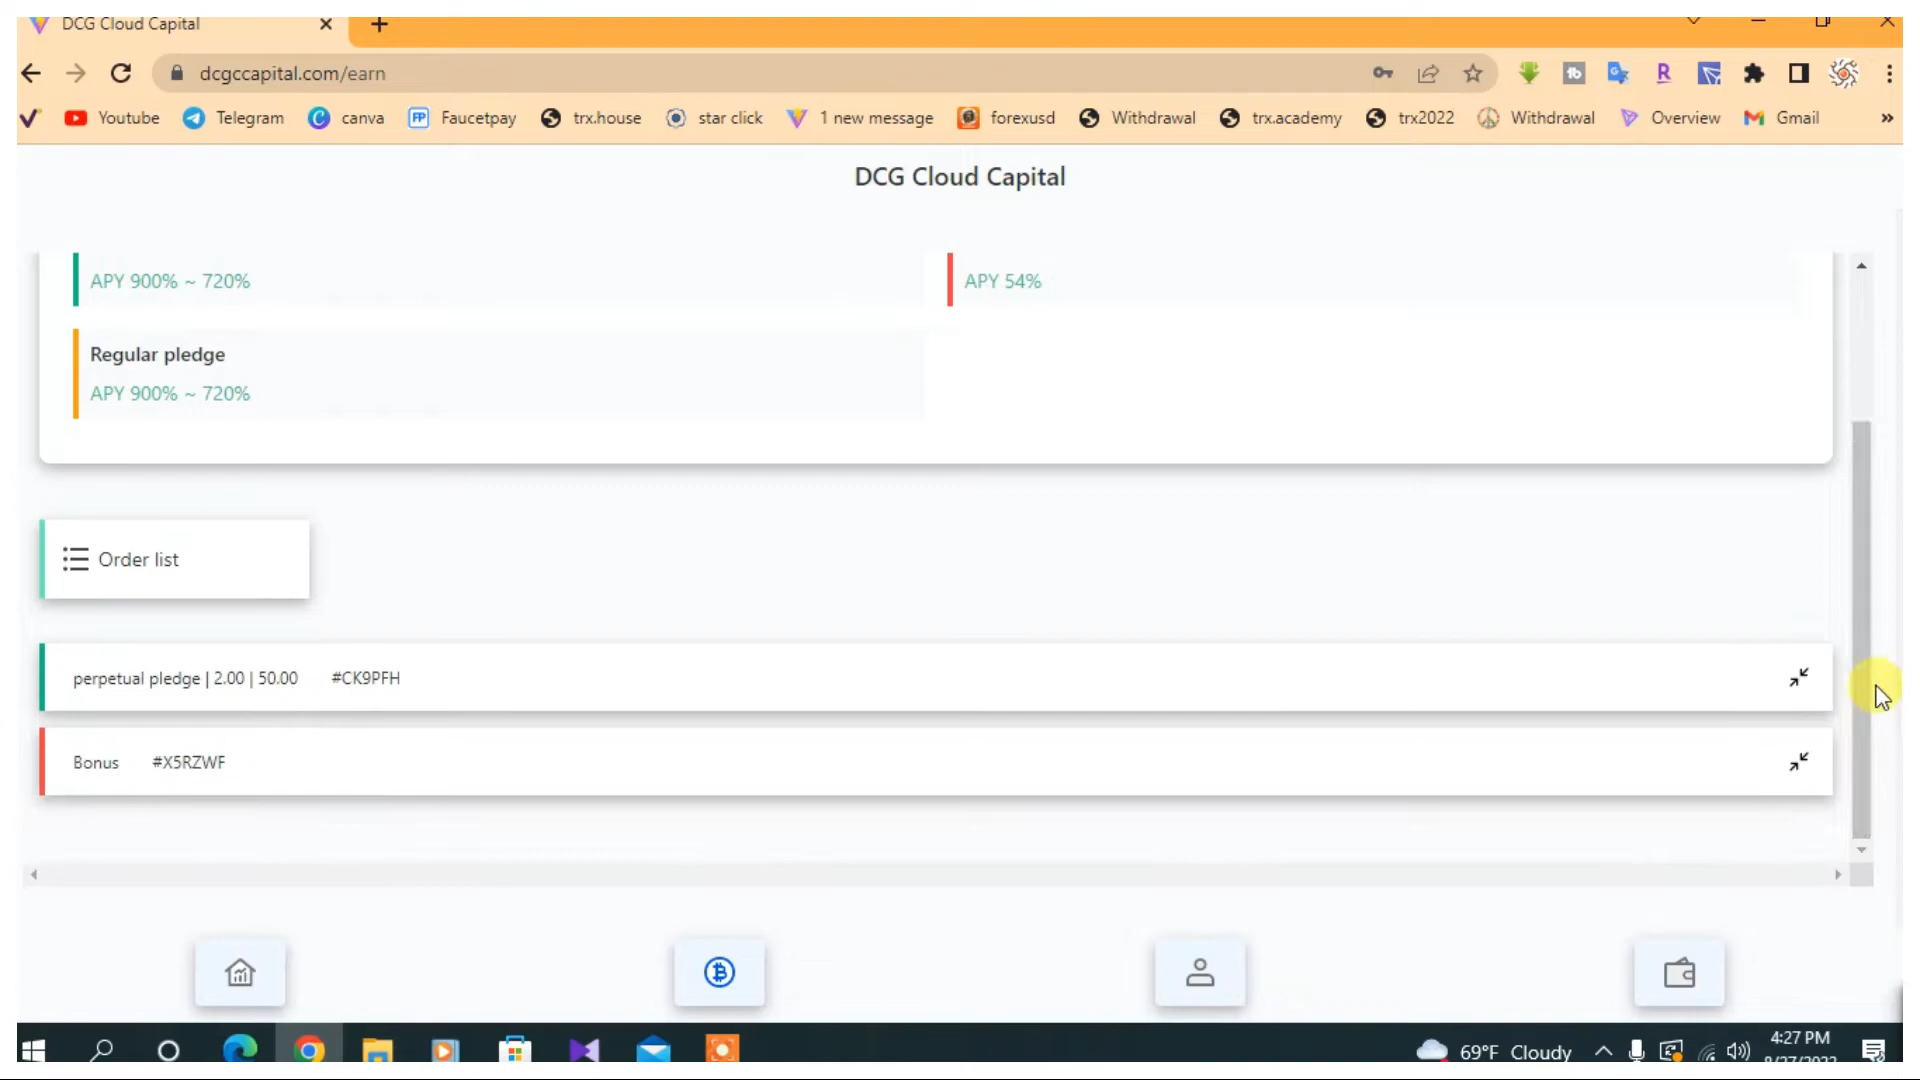 DCG Cloud Capital
dcgccapital.com/earn
Youtube Telegram canva Faucetpay trx.house star click 1 new message forexusd Withdrawal trx.academy trx2022 Withdrawal Overview Gmail »
DCG Cloud Capital
APY 900% ~ 720% APY 54%
Regular pledge
APY 900% ~ 720%
Order list
perpetual pledge | 2.00 | 50.00 #CK9PFH
Bonus #X5RZWF
69°F Cloudy 4:27 PM